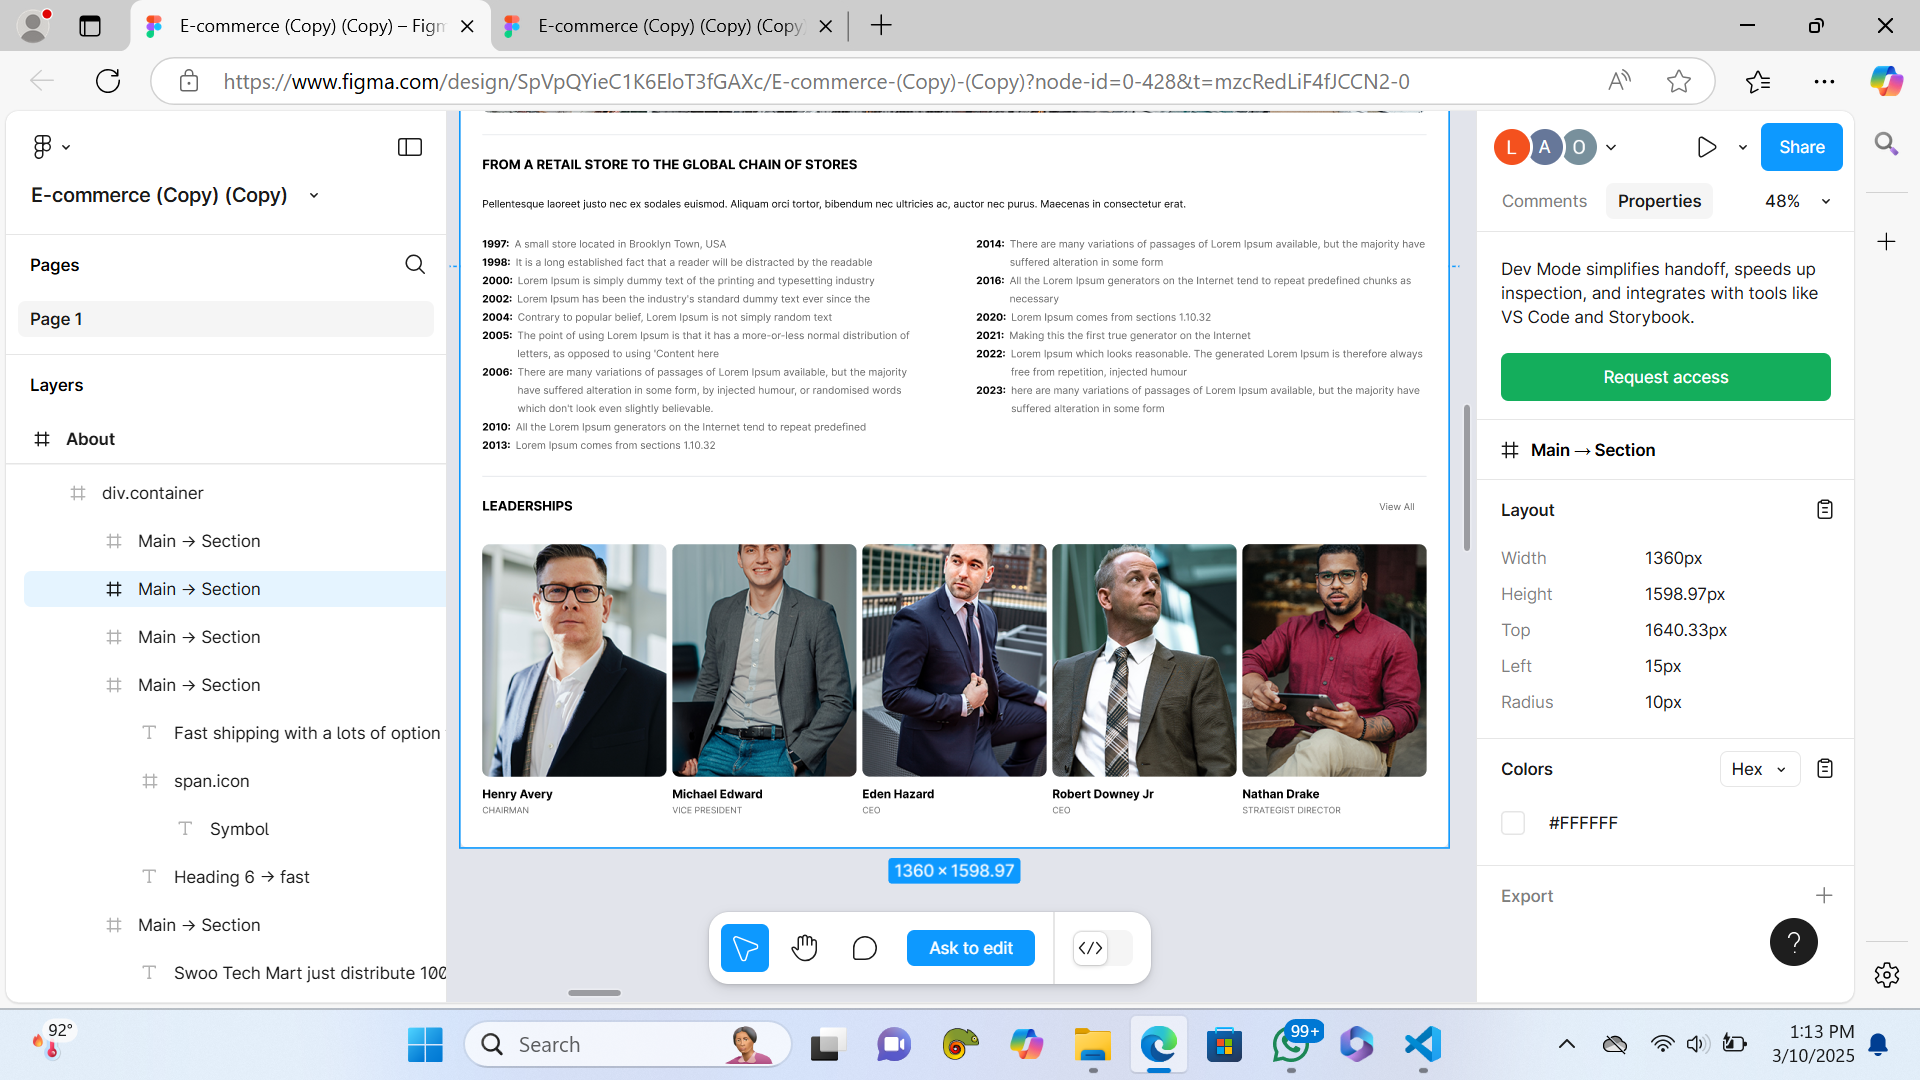 E-commerce (Copy) (Copy) – Figm
E-commerce (Copy) (Copy) (Copy
https://www.figma.com/design/SpVpQYieC1K6EloT3fGAXc/E-commerce-(Copy)-(Copy)?node-id=0-428&t=mzcRedLiF4fJCCN2-0
E-commerce (Copy) (Copy)
Pages
Page 1
Layers
About
div.container
Main → Section
Main → Section
Main → Section
Main → Section
Fast shipping with a lots of option
span.icon
Symbol
Heading 6 → fast
Main → Section
Swoo Tech Mart just distribute 100
FROM A RETAIL STORE TO THE GLOBAL CHAIN OF STORES
Pellentesque laoreet justo nec ex sodales euismod. Aliquam orci tortor, bibendum nec ultricies ac, auctor nec purus. Maecenas in consectetur erat.
1997: A small store located in Brooklyn Town, USA
1998: It is a long established fact that a reader will be distracted by the readable
2000: Lorem Ipsum is simply dummy text of the printing and typesetting industry
2002: Lorem Ipsum has been the industry's standard dummy text ever since the
2004: Contrary to popular belief, Lorem Ipsum is not simply random text
2005: The point of using Lorem Ipsum is that it has a more-or-less normal distribution of
letters, as opposed to using 'Content here
2006: There are many variations of passages of Lorem Ipsum available, but the majority
have suffered alteration in some form, by injected humour, or randomised words
which don't look even slightly believable.
2010: All the Lorem Ipsum generators on the Internet tend to repeat predefined
2013: Lorem Ipsum comes from sections 1.10.32
2014: There are many variations of passages of Lorem Ipsum available, but the majority have
suffered alteration in some form
2016: All the Lorem Ipsum generators on the Internet tend to repeat predefined chunks as
necessary
2020: Lorem Ipsum comes from sections 1.10.32
2021: Making this the first true generator on the Internet
2022: Lorem Ipsum which looks reasonable. The generated Lorem Ipsum is therefore always
free from repetition, injected humour
2023: here are many variations of passages of Lorem Ipsum available, but the majority have
suffered alteration in some form
LEADERSHIPS
View All
Henry Avery
CHAIRMAN
Michael Edward
VICE PRESIDENT
Eden Hazard
CEO
Robert Downey Jr
CEO
Nathan Drake
STRATEGIST DIRECTOR
1360 × 1598.97
Ask to edit
L A O
Share
Comments Properties 48%
Dev Mode simplifies handoff, speeds up
inspection, and integrates with tools like
VS Code and Storybook.
Request access
Main → Section
Layout
Width 1360px
Height 1598.97px
Top 1640.33px
Left 15px
Radius 10px
Colors Hex
#FFFFFF
Export
?
92°
Search
99+
1:13 PM
3/10/2025